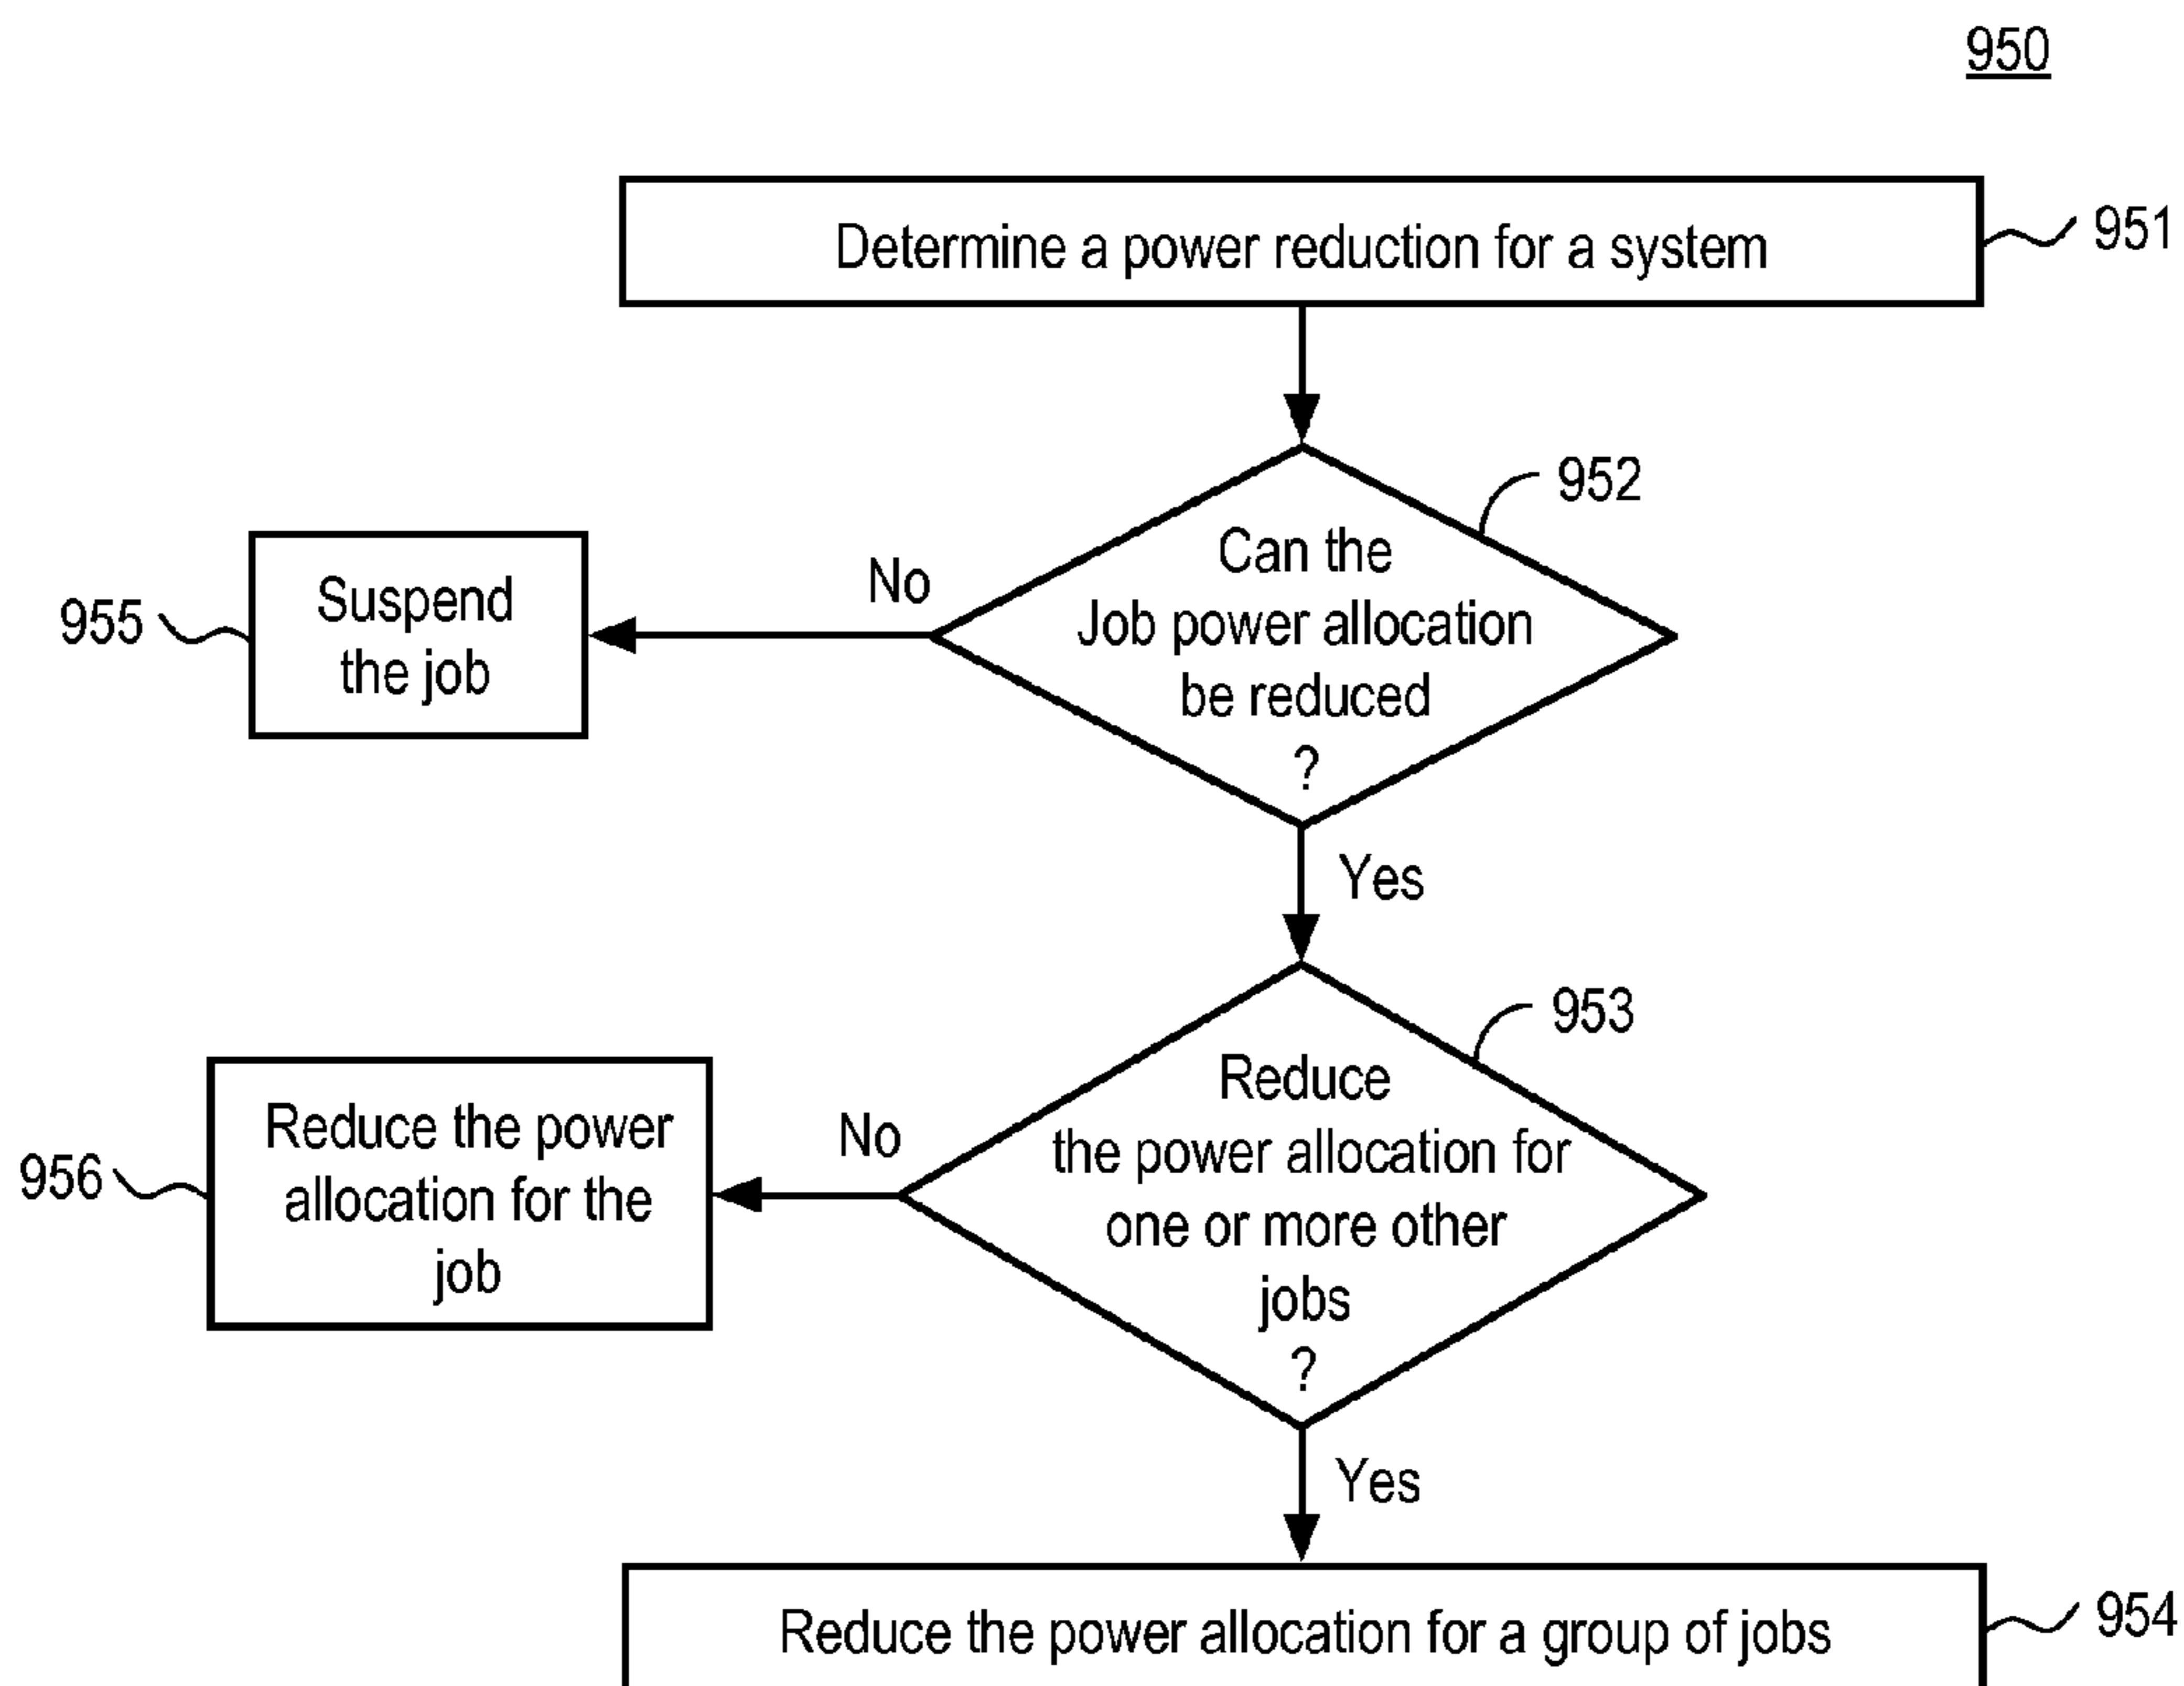 950
Determine a power reduction for a system
951
952
Can the
Job power allocation
be reduced
?
No
Suspend
the job
955
Yes
953
Reduce
the power allocation for
one or more other
jobs
?
No
Reduce the power
allocation for the
job
956
Yes
Reduce the power allocation for a group of jobs
954